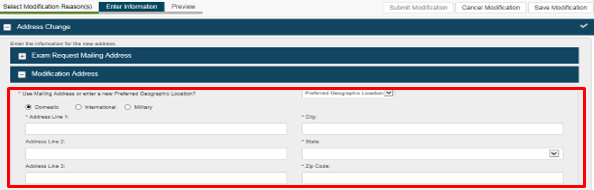 Select Modification Reason(s) Enter Information Preview Submit Modification Cancel Modification Save Modification
Address Change
Enter the information for the new address.
Exam Request Mailing Address
Modification Address
* Use Mailing Address or enter a new Preferred Geographic Location? Preferred Geographic Location
Domestic International Military
* Address Line 1: * City:
Address Line 2: * State:
Address Line 3: * Zip Code: